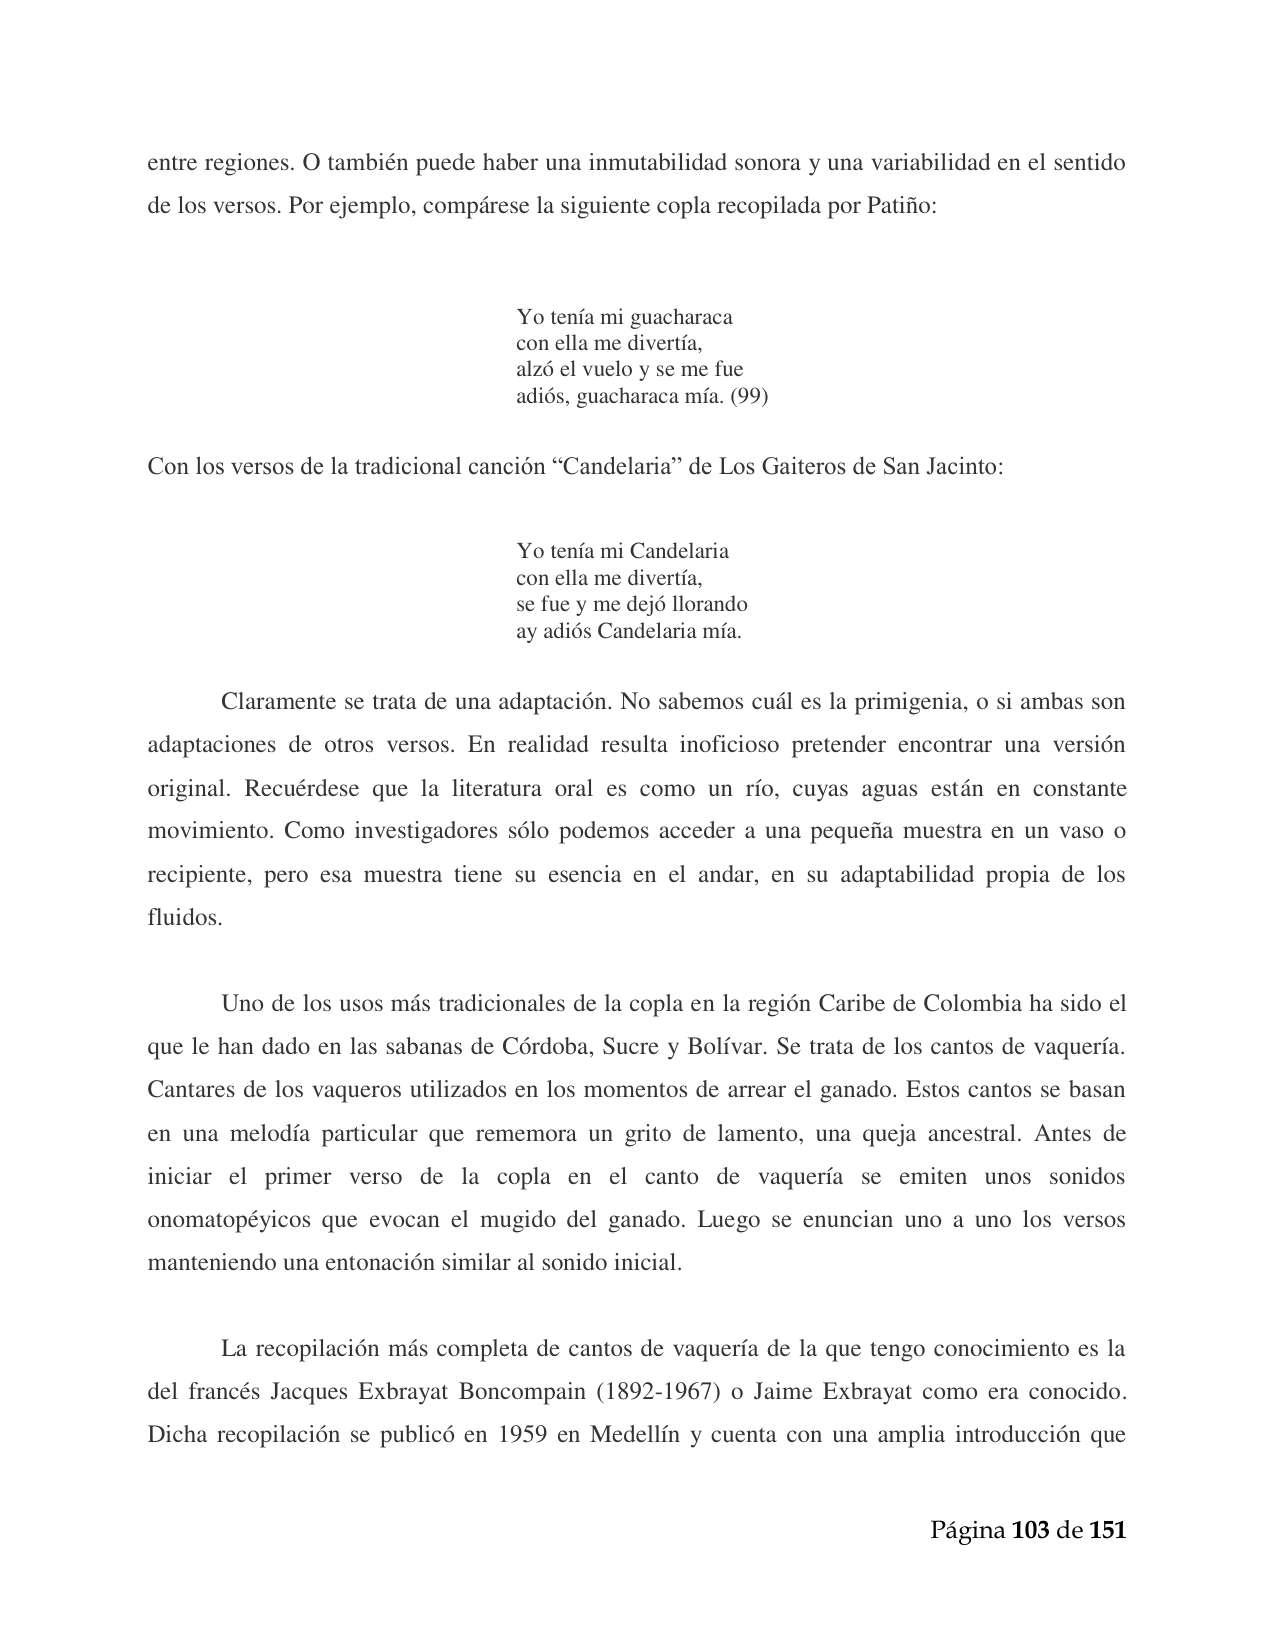 entre regiones. O también puede haber una inmutabilidad sonora y una variabilidad en el sentido
de los versos. Por ejemplo, compárese la siguiente copla recopilada por Patiño:
Yo tenía mi guacharaca
con ella me divertía,
alzó el vuelo y se me fue
adiós, guacharaca mía. (99)
Con los versos de la tradicional canción “Candelaria” de Los Gaiteros de San Jacinto:
Yo tenía mi Candelaria
con ella me divertía,
se fue y me dejó llorando
ay adiós Candelaria mía.
Claramente se trata de una adaptación. No sabemos cuál es la primigenia, o si ambas son
adaptaciones de otros versos. En realidad resulta inoficioso pretender encontrar una versión
original. Recuérdese que la literatura oral es como un río, cuyas aguas están en constante
movimiento. Como investigadores sólo podemos acceder a una pequeña muestra en un vaso o
recipiente, pero esa muestra tiene su esencia en el andar, en su adaptabilidad propia de los
fluidos.
Uno de los usos más tradicionales de la copla en la región Caribe de Colombia ha sido el
que le han dado en las sabanas de Córdoba, Sucre y Bolívar. Se trata de los cantos de vaquería.
Cantares de los vaqueros utilizados en los momentos de arrear el ganado. Estos cantos se basan
en una melodía particular que rememora un grito de lamento, una queja ancestral. Antes de
iniciar el primer verso de la copla en el canto de vaquería se emiten unos sonidos
onomatopéyicos que evocan el mugido del ganado. Luego se enuncian uno a uno los versos
manteniendo una entonación similar al sonido inicial.
La recopilación más completa de cantos de vaquería de la que tengo conocimiento es la
del francés Jacques Exbrayat Boncompain (1892-1967) o Jaime Exbrayat como era conocido.
Dicha recopilación se publicó en 1959 en Medellín y cuenta con una amplia introducción que
Página 103 de 151